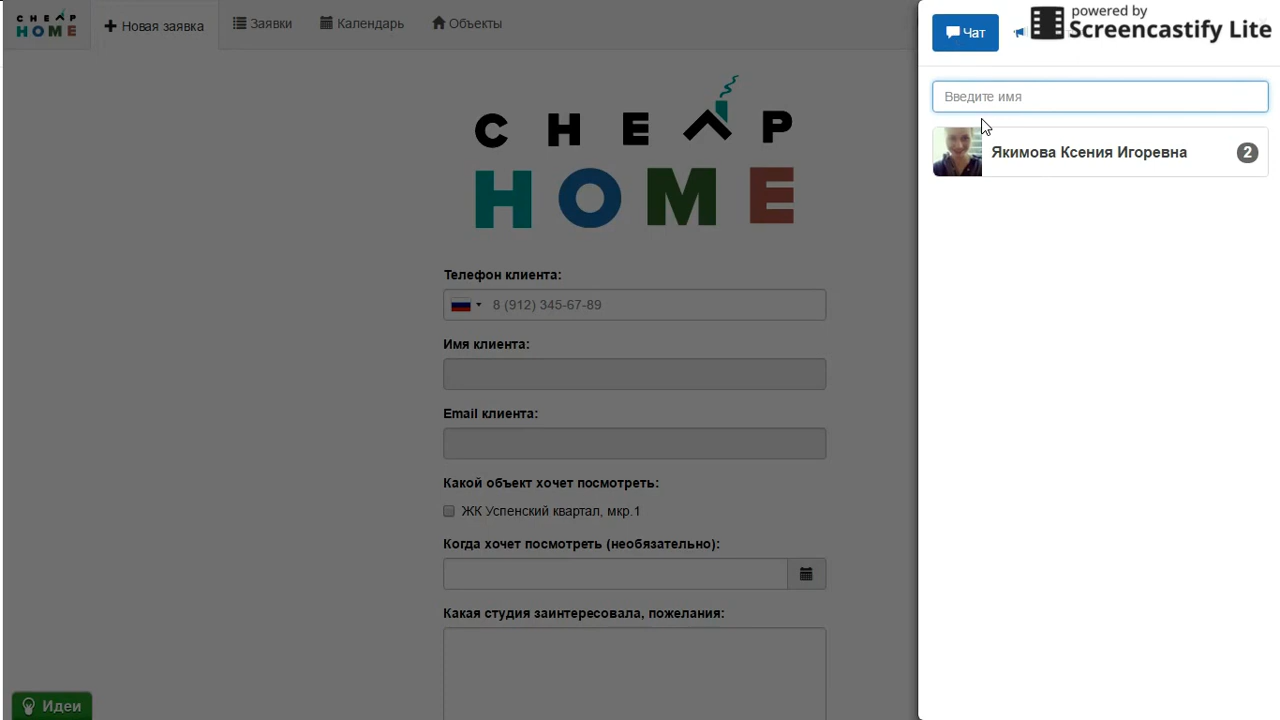 CHEAP
HOME
Новая заявка
Заявки
Календарь
Объекты
CHEAP
HOME
Телефон клиента:
8 (912) 345-67-89
Имя клиента:
Email клиента:
Какой объект хочет посмотреть:
ЖК Успенский квартал, мкр.1
Когда хочет посмотреть (необязательно):
Какая студия заинтересовала, пожелания:
Идеи
Чат
powered by
Screencastify Lite
Введите имя
Якимова Ксения Игоревна
2